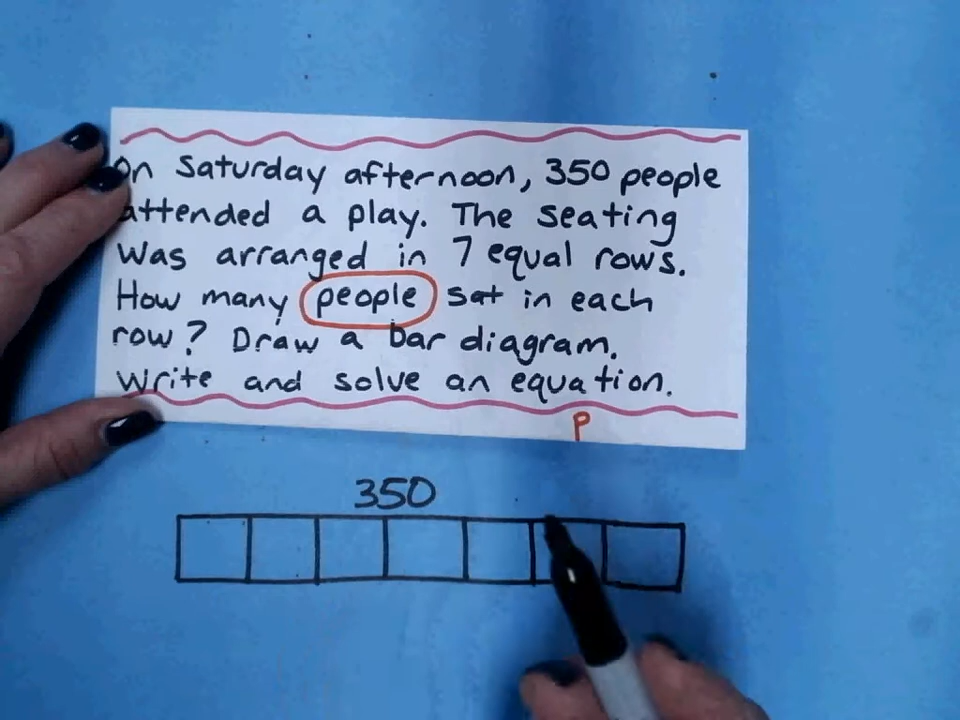 On Saturday afternoon, 350 people
attended a play. The seating
was arranged in 7 equal rows.
How many people sat in each
row? Draw a bar diagram.
Write and solve an equation.
P
350